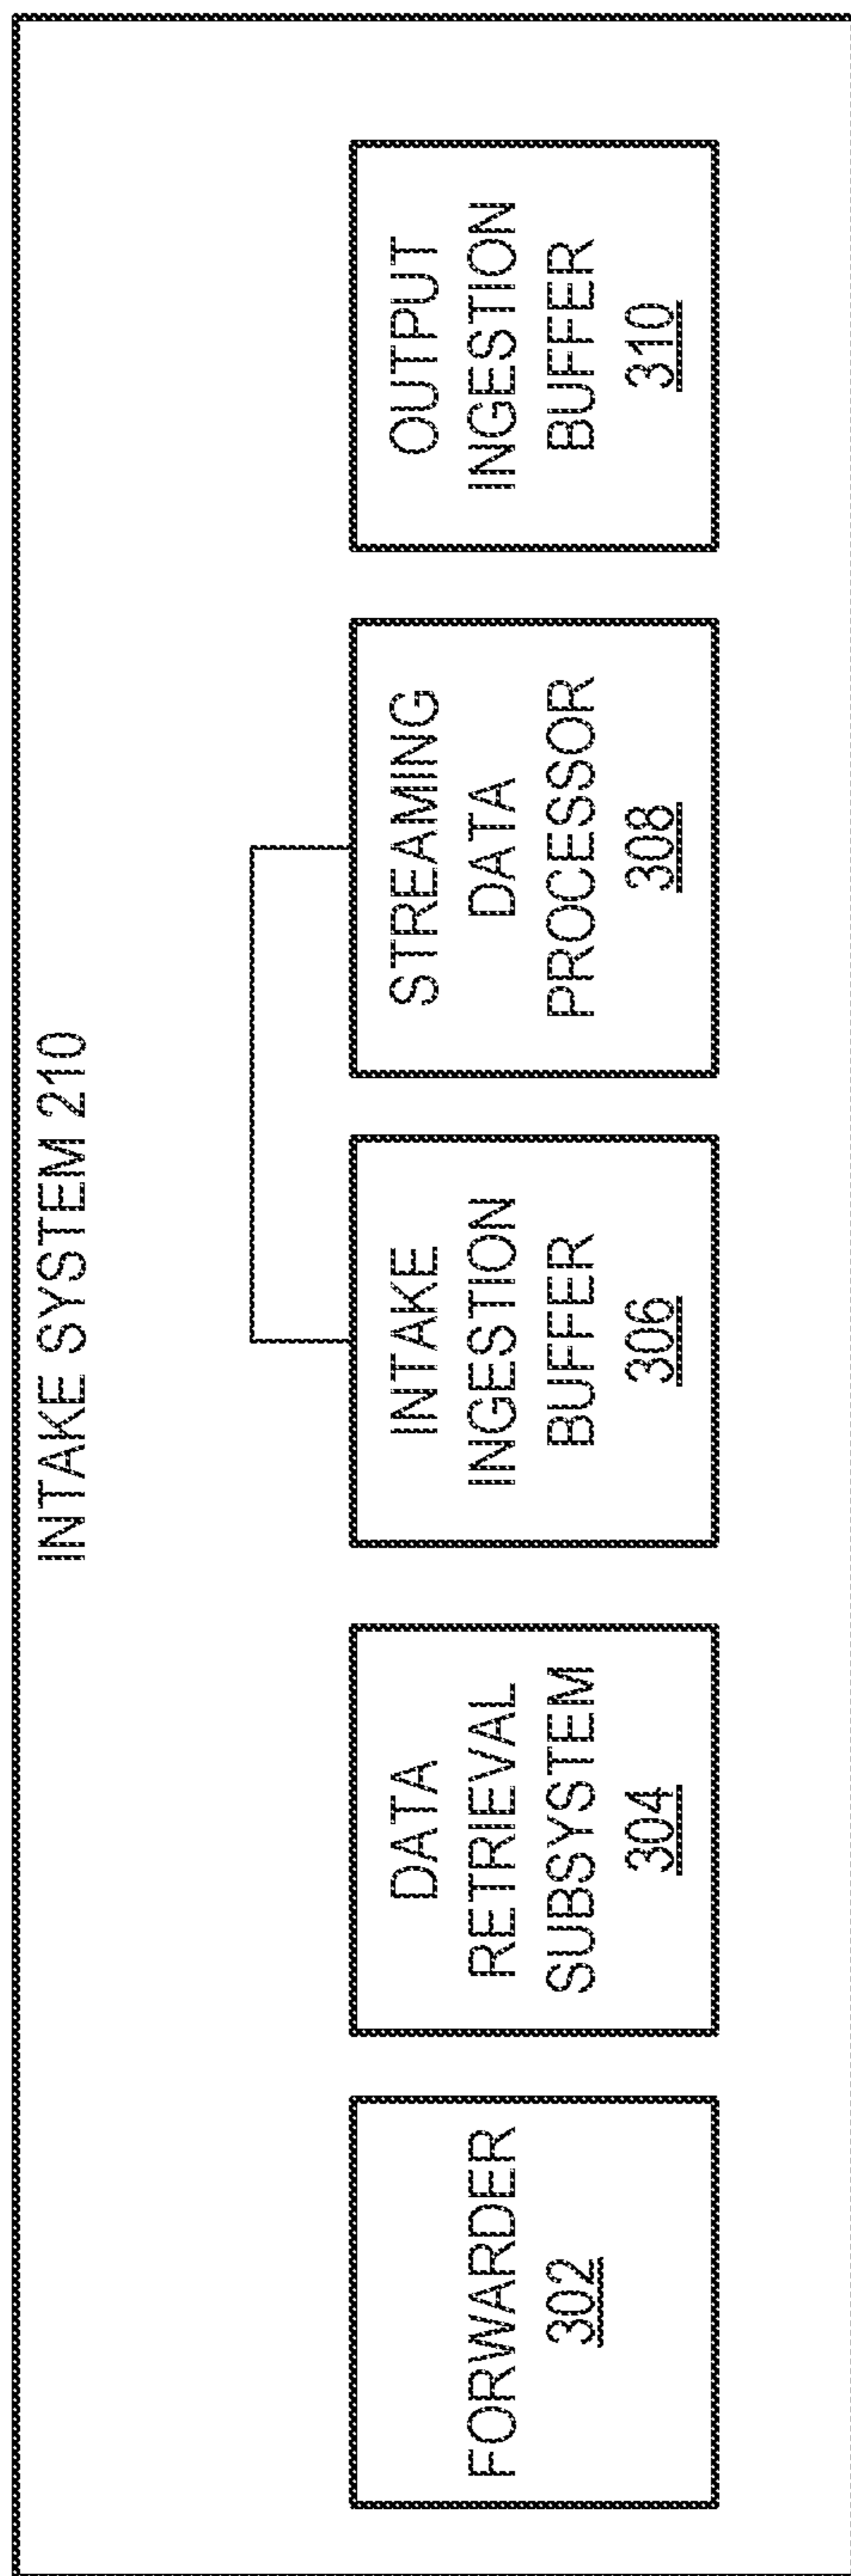 INTAKE SYSTEM 210
FORWARDER
302
DATA
RETRIEVAL
SUBSYSTEM
304
INTAKE
INGESTION
BUFFER
306
STREAMING
DATA
PROCESSOR
308
OUTPUT
INGESTION
BUFFER
310